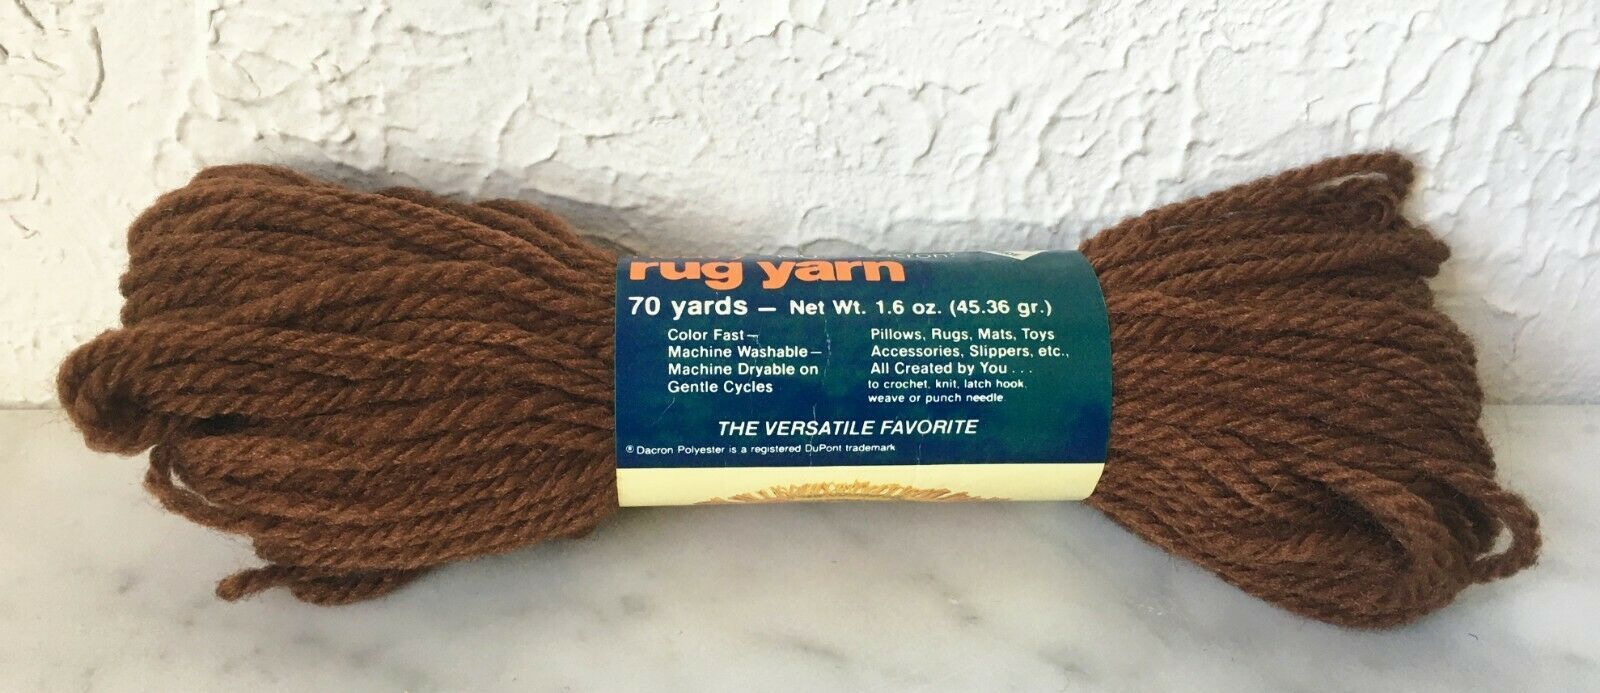 rug yarn
70 yards — Net Wt. 1.6 oz. (45.36 gr.)
Color Fast—
Machine Washable—
Machine Dryable on
Gentle Cycles
Pillows, Rugs, Mats, Toys
Accessories, Slippers, etc.,
All Created by You . . .
to crochet, knit, latch hook,
weave or punch needle.
THE VERSATILE FAVORITE
® Dacron Polyester is a registered DuPont trademark